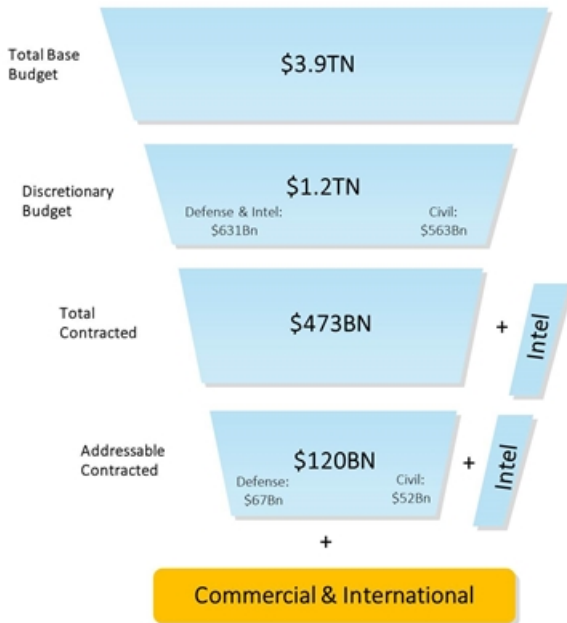 Total Base
Budget
$3.9TN
Discretionary
Budget
$1.2TN
Defense & Intel:
$631Bn
Civil:
$563Bn
Total
Contracted
$473BN
+
Intel
Addressable
Contracted
$120BN
Defense:
$67Bn
Civil:
$52Bn
+
Intel
+
Commercial & International